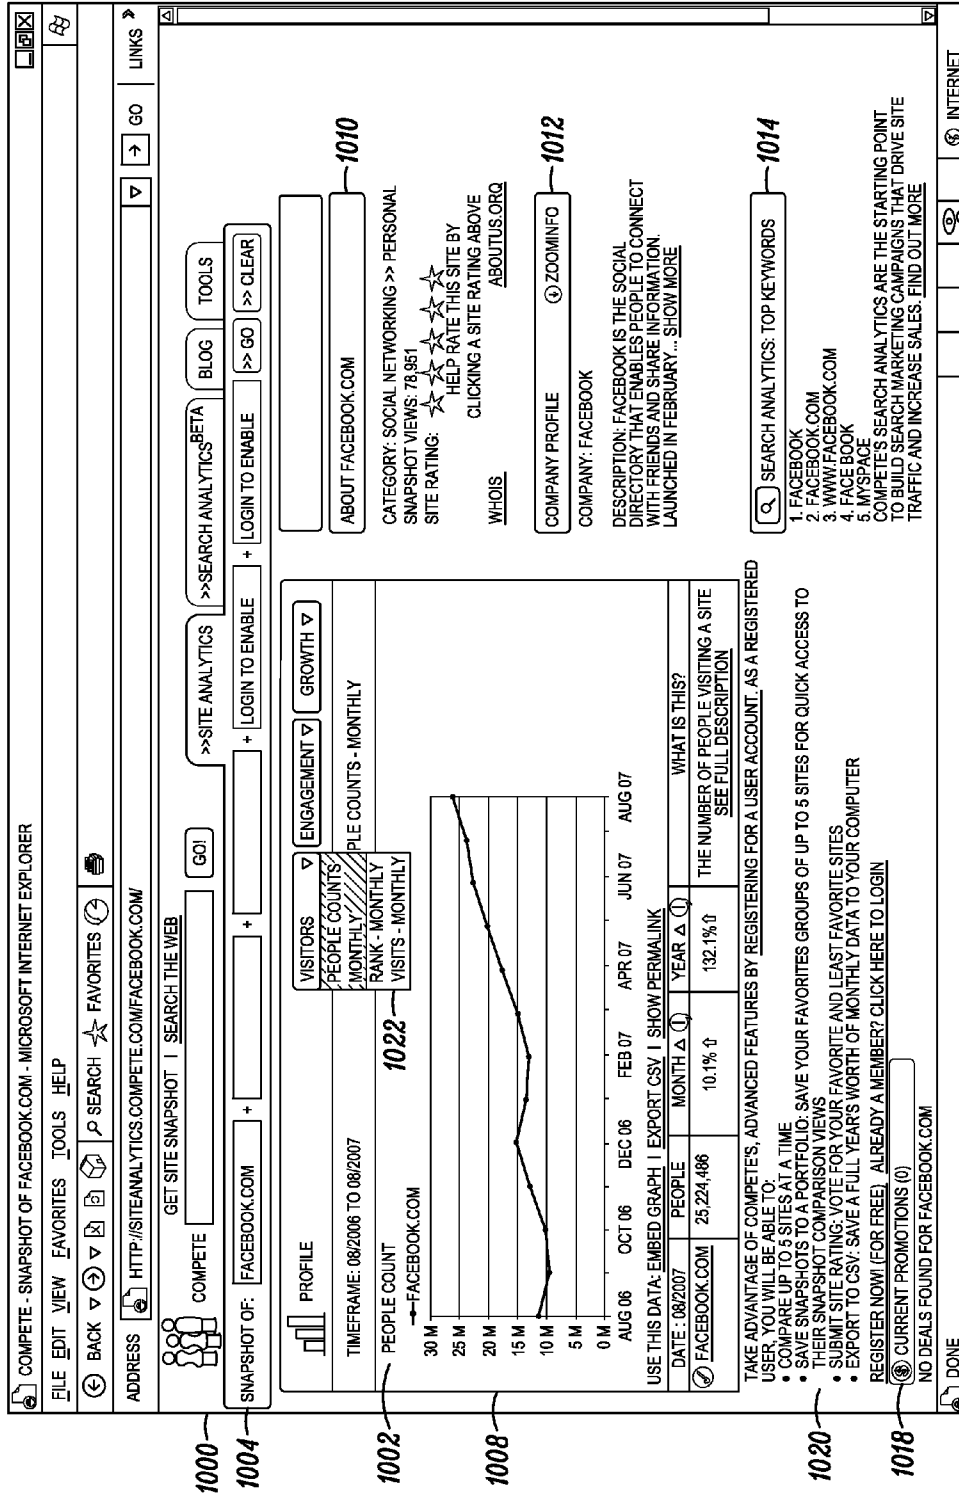 COMPETE - SNAPSHOT OF FACEBOOK.COM - MICROSOFT INTERNET EXPLORER
FILE EDIT VIEW FAVORITES TOOLS HELP
BACK SEARCH FAVORITES
ADDRESS HTTP://SITEANALYTICS.COMPETE.COM/FACEBOOK.COM/ GO LINKS »
1000
GET SITE SNAPSHOT | SEARCH THE WEB
COMPETE GO! >>SITE ANALYTICS >>SEARCH ANALYTICS BETA BLOG TOOLS
1004
SNAPSHOT OF: FACEBOOK.COM + + + LOGIN TO ENABLE + LOGIN TO ENABLE >> GO >> CLEAR
PROFILE VISITORS ENGAGEMENT GROWTH
PEOPLE COUNTS
MONTHLY
RANK - MONTHLY
VISITS - MONTHLY
1022
TIMEFRAME: 08/2006 TO 08/2007 PLE COUNTS - MONTHLY
1002
PEOPLE COUNT
FACEBOOK.COM
30 M
25 M
20 M
15 M
10 M
5 M
0 M
AUG 06 OCT 06 DEC 06 FEB 07 APR 07 JUN 07 AUG 07
1008
USE THIS DATA: EMBED GRAPH | EXPORT CSV | SHOW PERMALINK
DATE : 08/2007 PEOPLE MONTH YEAR WHAT IS THIS?
FACEBOOK.COM 25,224,486 10.1% 132.1% THE NUMBER OF PEOPLE VISITING A SITE
SEE FULL DESCRIPTION
TAKE ADVANTAGE OF COMPETE'S, ADVANCED FEATURES BY REGISTERING FOR A USER ACCOUNT. AS A REGISTERED
USER, YOU WILL BE ABLE TO:
• COMPARE UP TO 5 SITES AT A TIME
• SAVE SNAPSHOTS TO A PORTFOLIO: SAVE YOUR FAVORITES GROUPS OF UP TO 5 SITES FOR QUICK ACCESS TO
THEIR SNAPSHOT COMPARISON VIEWS
• SUBMIT SITE RATING: VOTE FOR YOUR FAVORITE AND LEAST FAVORITE SITES
• EXPORT TO CSV: SAVE A FULL YEAR'S WORTH OF MONTHLY DATA TO YOUR COMPUTER
1020
REGISTER NOW! (FOR FREE) ALREADY A MEMBER? CLICK HERE TO LOGIN
1018
CURRENT PROMOTIONS (0)
NO DEALS FOUND FOR FACEBOOK.COM
ABOUT FACEBOOK.COM
1010
CATEGORY: SOCIAL NETWORKING >> PERSONAL
SNAPSHOT VIEWS: 78,951
SITE RATING:
HELP RATE THIS SITE BY
CLICKING A SITE RATING ABOVE
WHOIS ABOUTUS.ORQ
COMPANY PROFILE ZOOMINFO
1012
COMPANY: FACEBOOK
DESCRIPTION: FACEBOOK IS THE SOCIAL
DIRECTORY THAT ENABLES PEOPLE TO CONNECT
WITH FRIENDS AND SHARE INFORMATION.
LAUNCHED IN FEBRUARY... SHOW MORE
SEARCH ANALYTICS: TOP KEYWORDS
1014
1. FACEBOOK
2. FACEBOOK.COM
3. WWW.FACEBOOK.COM
4. FACE BOOK
5. MYSPACE
COMPETE'S SEARCH ANALYTICS ARE THE STARTING POINT
TO BUILD SEARCH MARKETING CAMPAIGNS THAT DRIVE SITE
TRAFFIC AND INCREASE SALES. FIND OUT MORE
DONE INTERNET